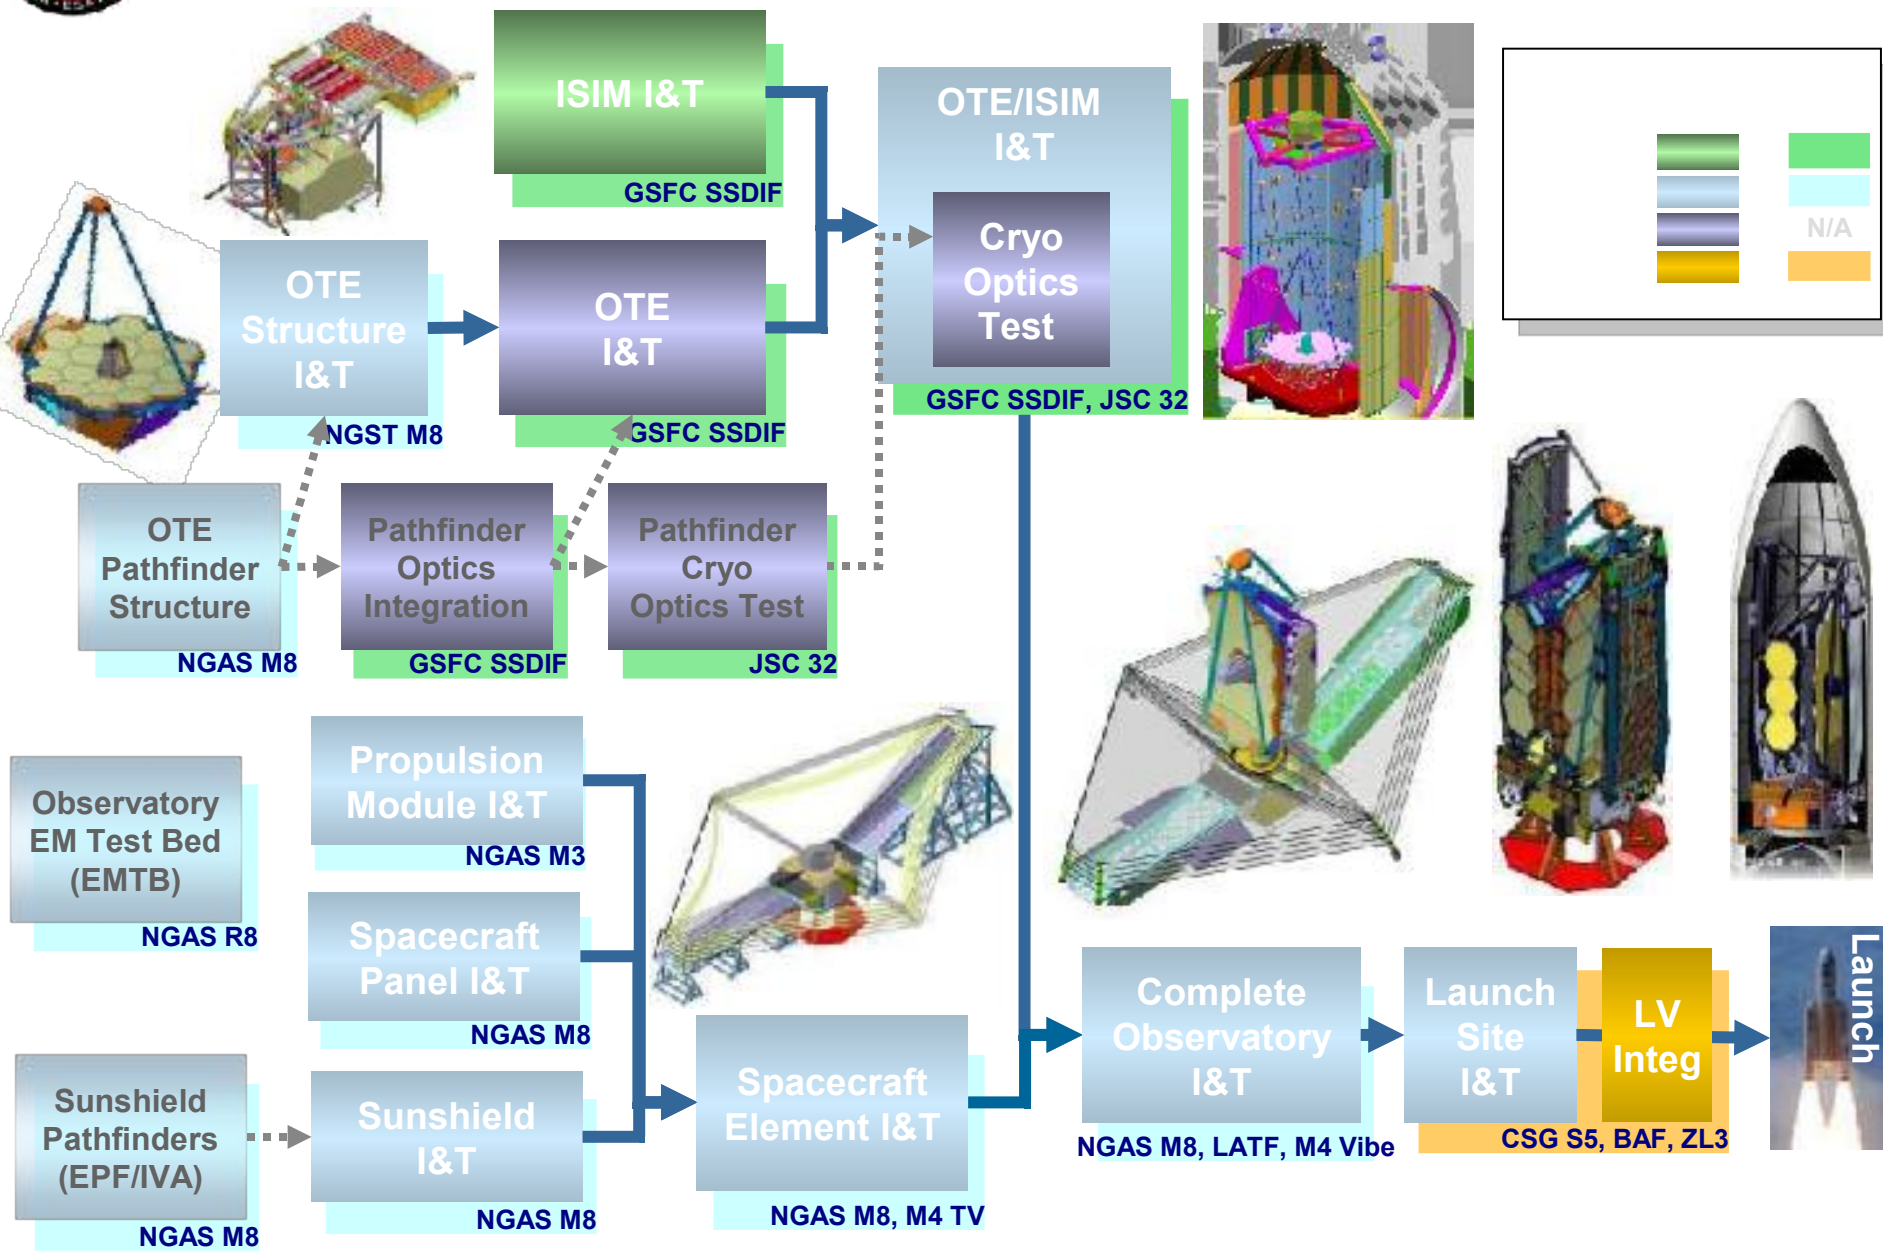 ISIM I&T
GSFC SSDIF
OTE/ISIM
I&T
Cryo
Optics
Test
GSFC SSDIF, JSC 32
N/A
OTE
Structure
I&T
NGST M8
OTE
I&T
GSFC SSDIF
OTE
Pathfinder
Structure
NGAS M8
Pathfinder
Optics
Integration
GSFC SSDIF
Pathfinder
Cryo
Optics Test
JSC 32
Propulsion
Module I&T
NGAS M3
Observatory
EM Test Bed
(EMTB)
NGAS R8
Spacecraft
Panel I&T
NGAS M8
Sunshield
Pathfinders
(EPF/IVA)
NGAS M8
Sunshield
I&T
NGAS M8
Spacecraft
Element I&T
NGAS M8, M4 TV
Complete
Observatory
I&T
NGAS M8, LATF, M4 Vibe
Launch
Site
I&T
LV
Integ
CSG S5, BAF, ZL3
Launch